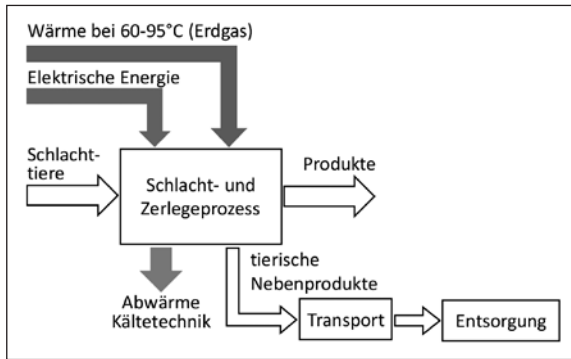 Wärme bei 60-95°C (Erdgas)
Elektrische Energie
Schlacht-
tiere
Schlacht- und
Zerlegeprozess
Produkte
Abwärme
Kältetechnik
tierische
Nebenprodukte
Transport
Entsorgung